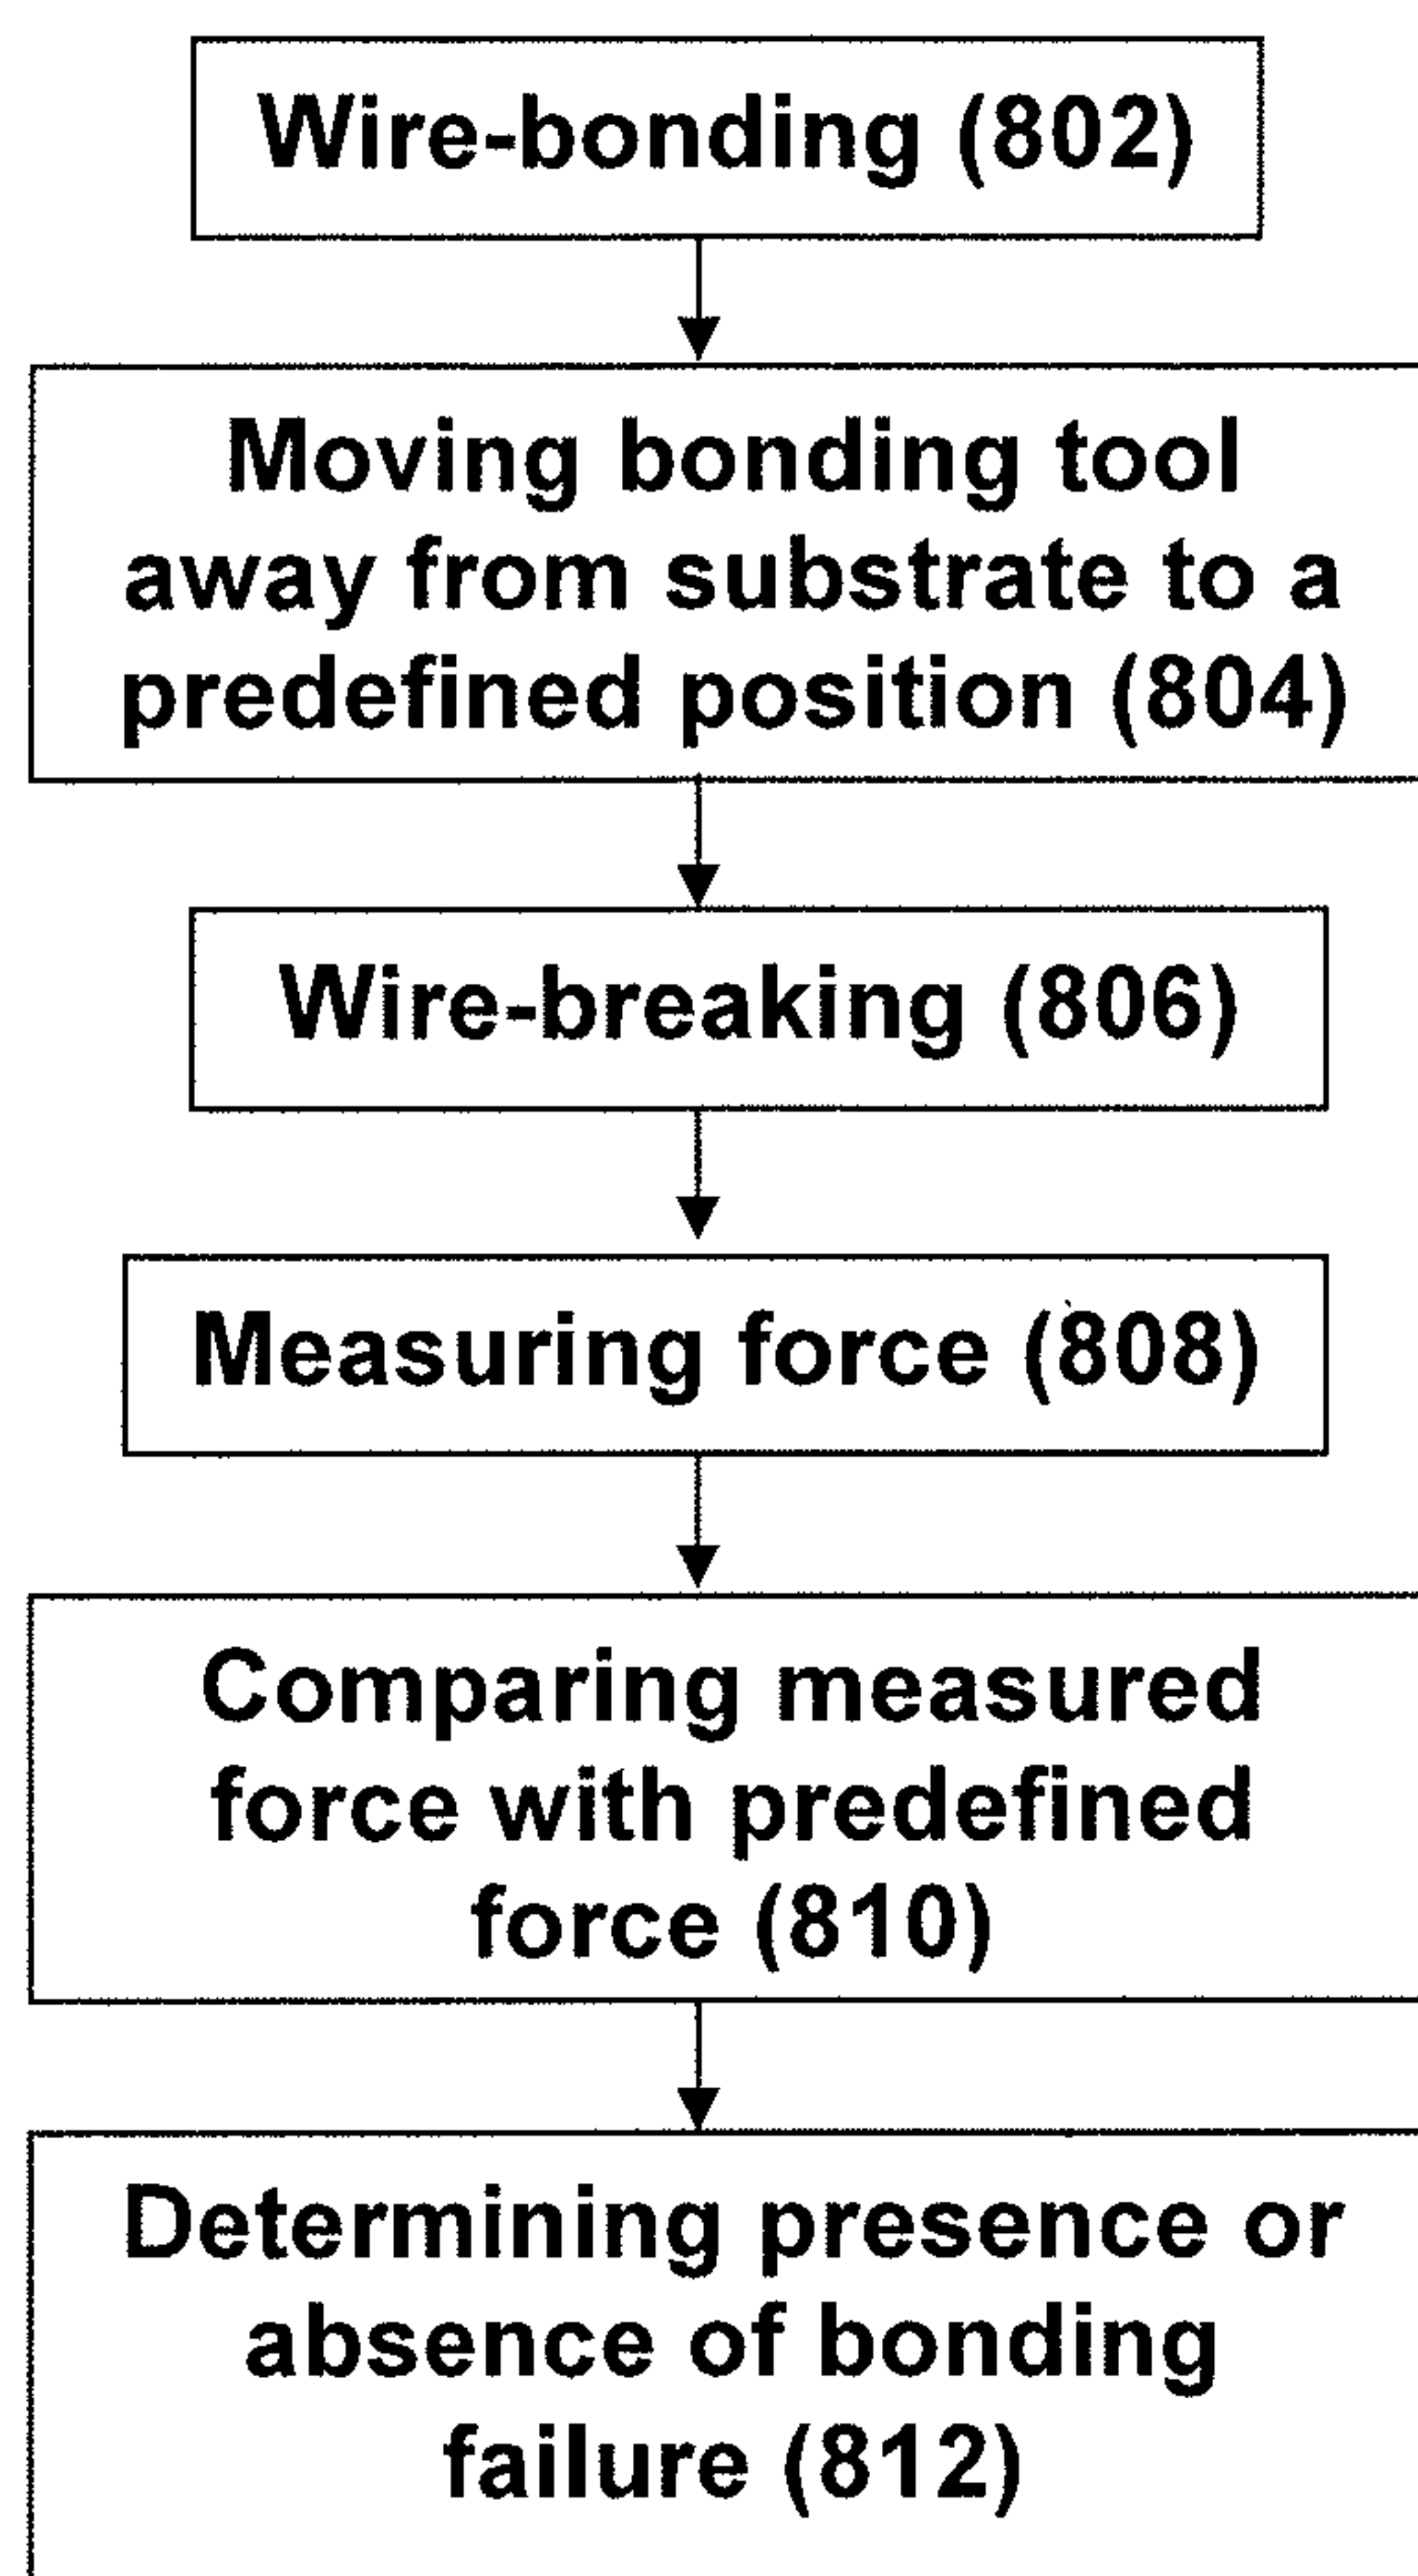 Wire-bonding (802)
Moving bonding tool
away from substrate to a
predefined position (804)
Wire-breaking (806)
Measuring force (808)
Comparing measured
force with predefined
force (810)
Determining presence or
absence of bonding
failure (812)